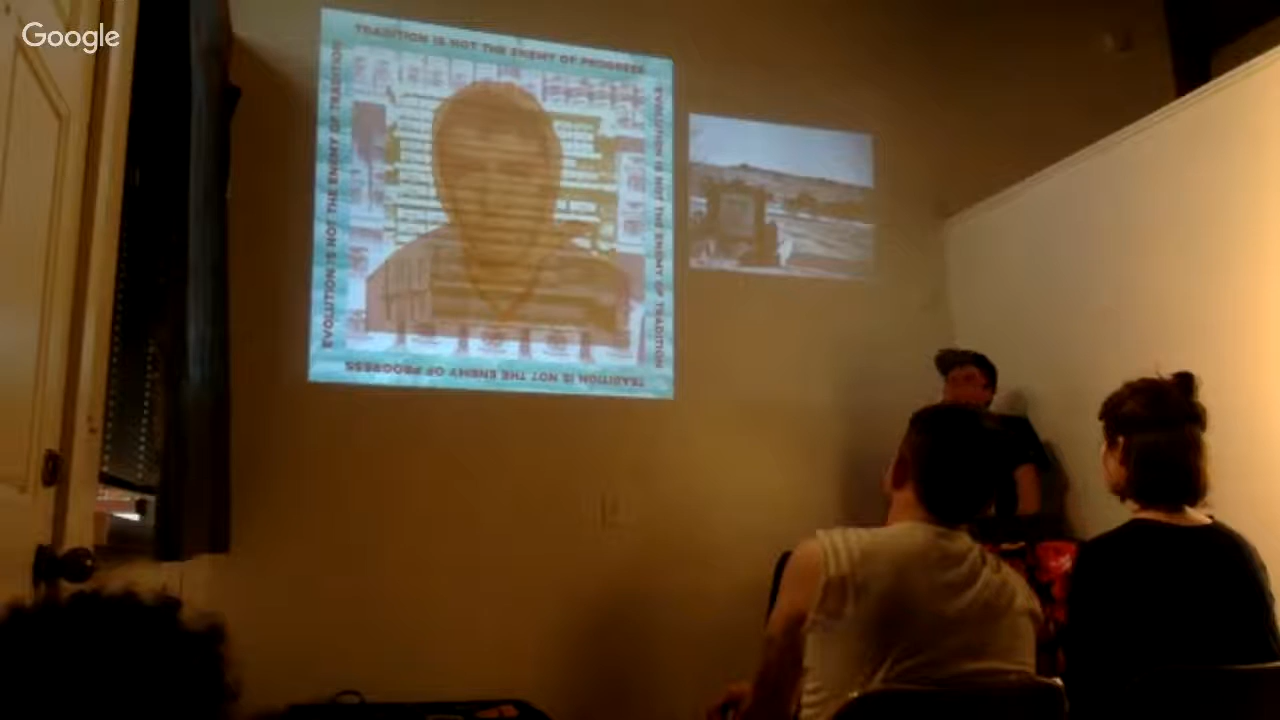 Google
TRADITION IS NOT THE ENEMY OF PROGRESS
EVOLUTION IS NOT THE ENEMY OF TRADITION
EVOLUTION IS NOT THE ENEMY OF TRADITION
TRADITION IS NOT THE ENEMY OF PROGRESS